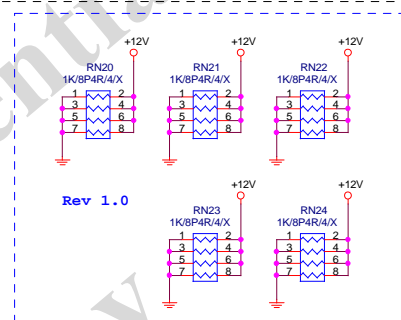 +12V +12V +12V
RN20 RN21 RN22
1K/8P4R/4/X 1K/8P4R/4/X 1K/8P4R/4/X
1 2 1 2 1 2
3 4 3 4 3 4
5 6 5 6 5 6
7 8 7 8 7 8
Rev 1.0
+12V +12V
RN23 RN24
1K/8P4R/4/X 1K/8P4R/4/X
1 2 1 2
3 4 3 4
5 6 5 6
7 8 7 8